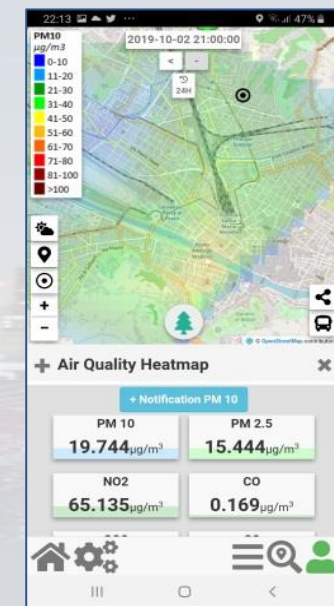 22:13
47%
PM10
µg/m3
0-10
11-20
21-30
31-40
41-50
51-60
61-70
71-80
81-100
>100
2019-10-02 21:00:00
<
-
24H
+
-
© OpenStreetMap contributors
+ Air Quality Heatmap
+ Notification PM 10
PM 10
19.744µg/m³
PM 2.5
15.444µg/m³
NO2
65.135µg/m³
CO
0.169µg/m³